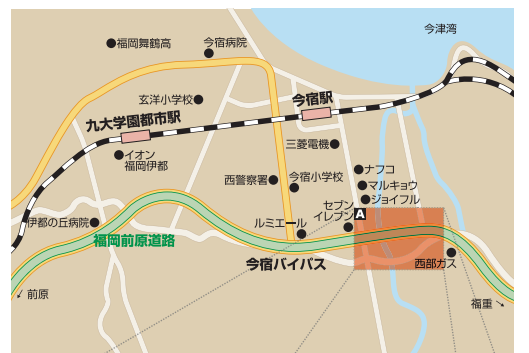 今津湾
福岡舞鶴高
今宿病院
玄洋小学校
今宿駅
九大学園都市駅
三菱電機
イオン
福岡伊都
ナフコ
西警察署
今宿小学校
マルキョウ
ジョイフル
セブン
イレブン
A
伊都の丘病院
ルミエール
福岡前原道路
今宿バイパス
西部ガス
↙ 前原
福重 ↘